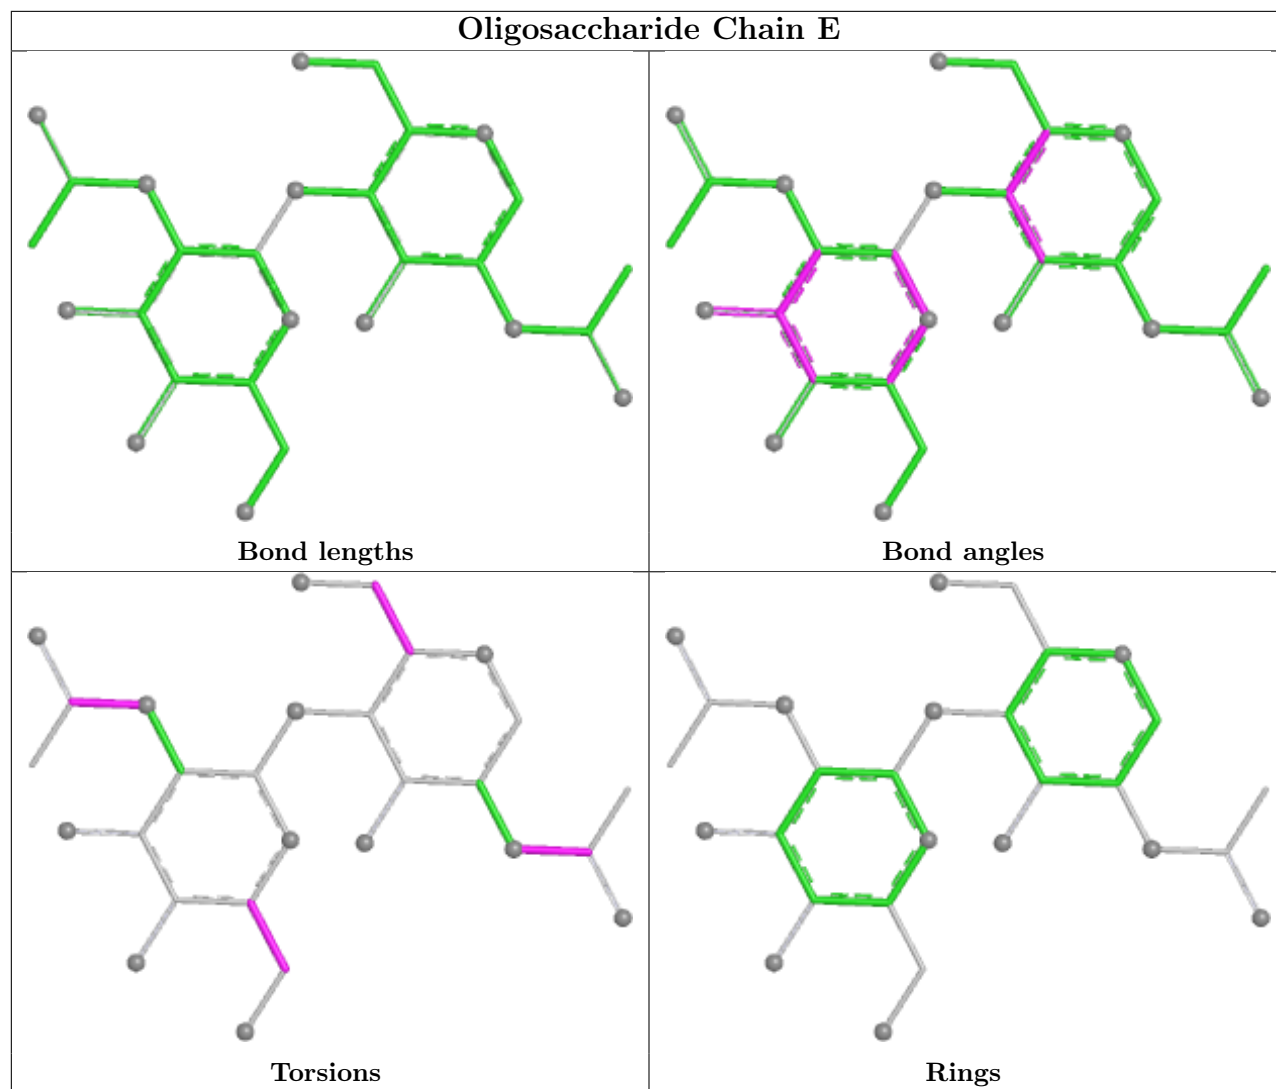 Oligosaccharide Chain E
Bond lengths
Bond angles
Torsions
Rings